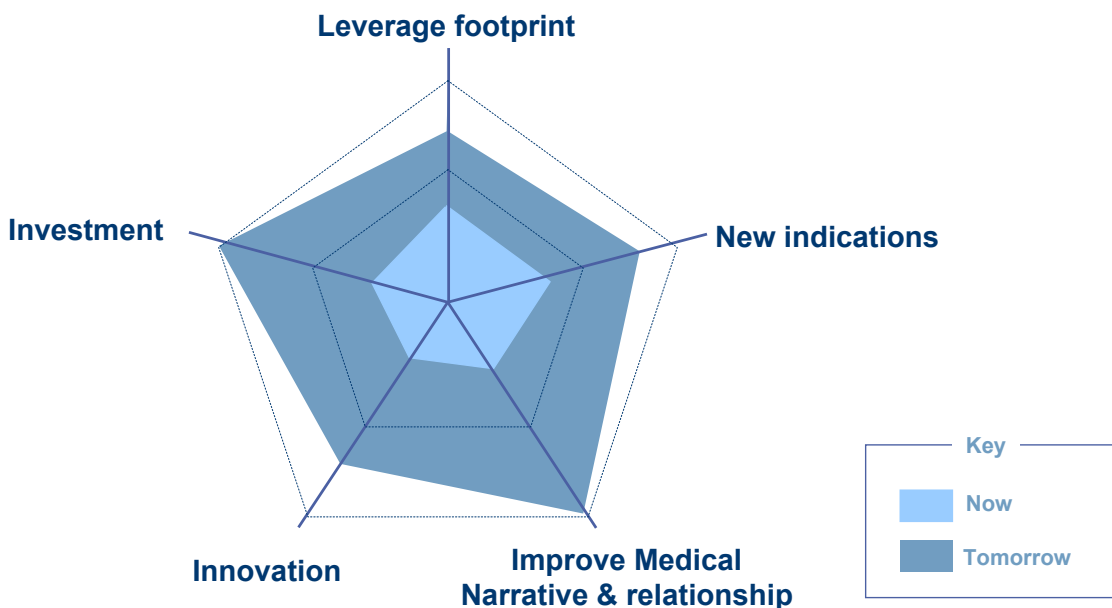 Leverage footprint
Investment
New indications
Innovation
Improve Medical
Narrative & relationship
Key
Now
Tomorrow